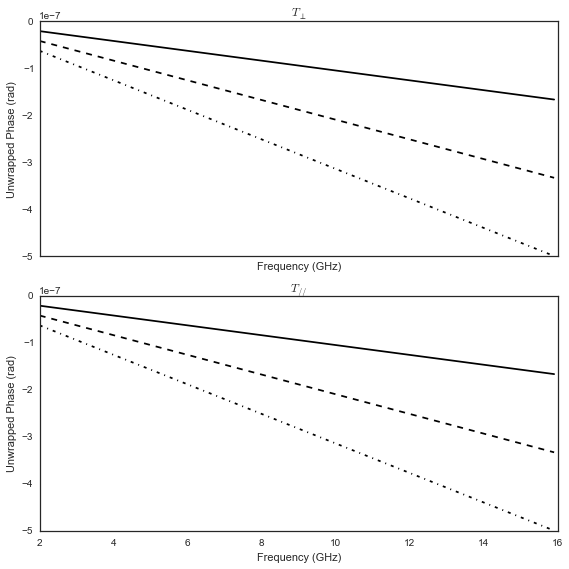 T⊥
1e−7
0
−1
−2
−3
−4
−5
Unwrapped Phase (rad)
Frequency (GHz)
T//
1e−7
0
−1
−2
−3
−4
−5
Unwrapped Phase (rad)
2 4 6 8 10 12 14 16
Frequency (GHz)